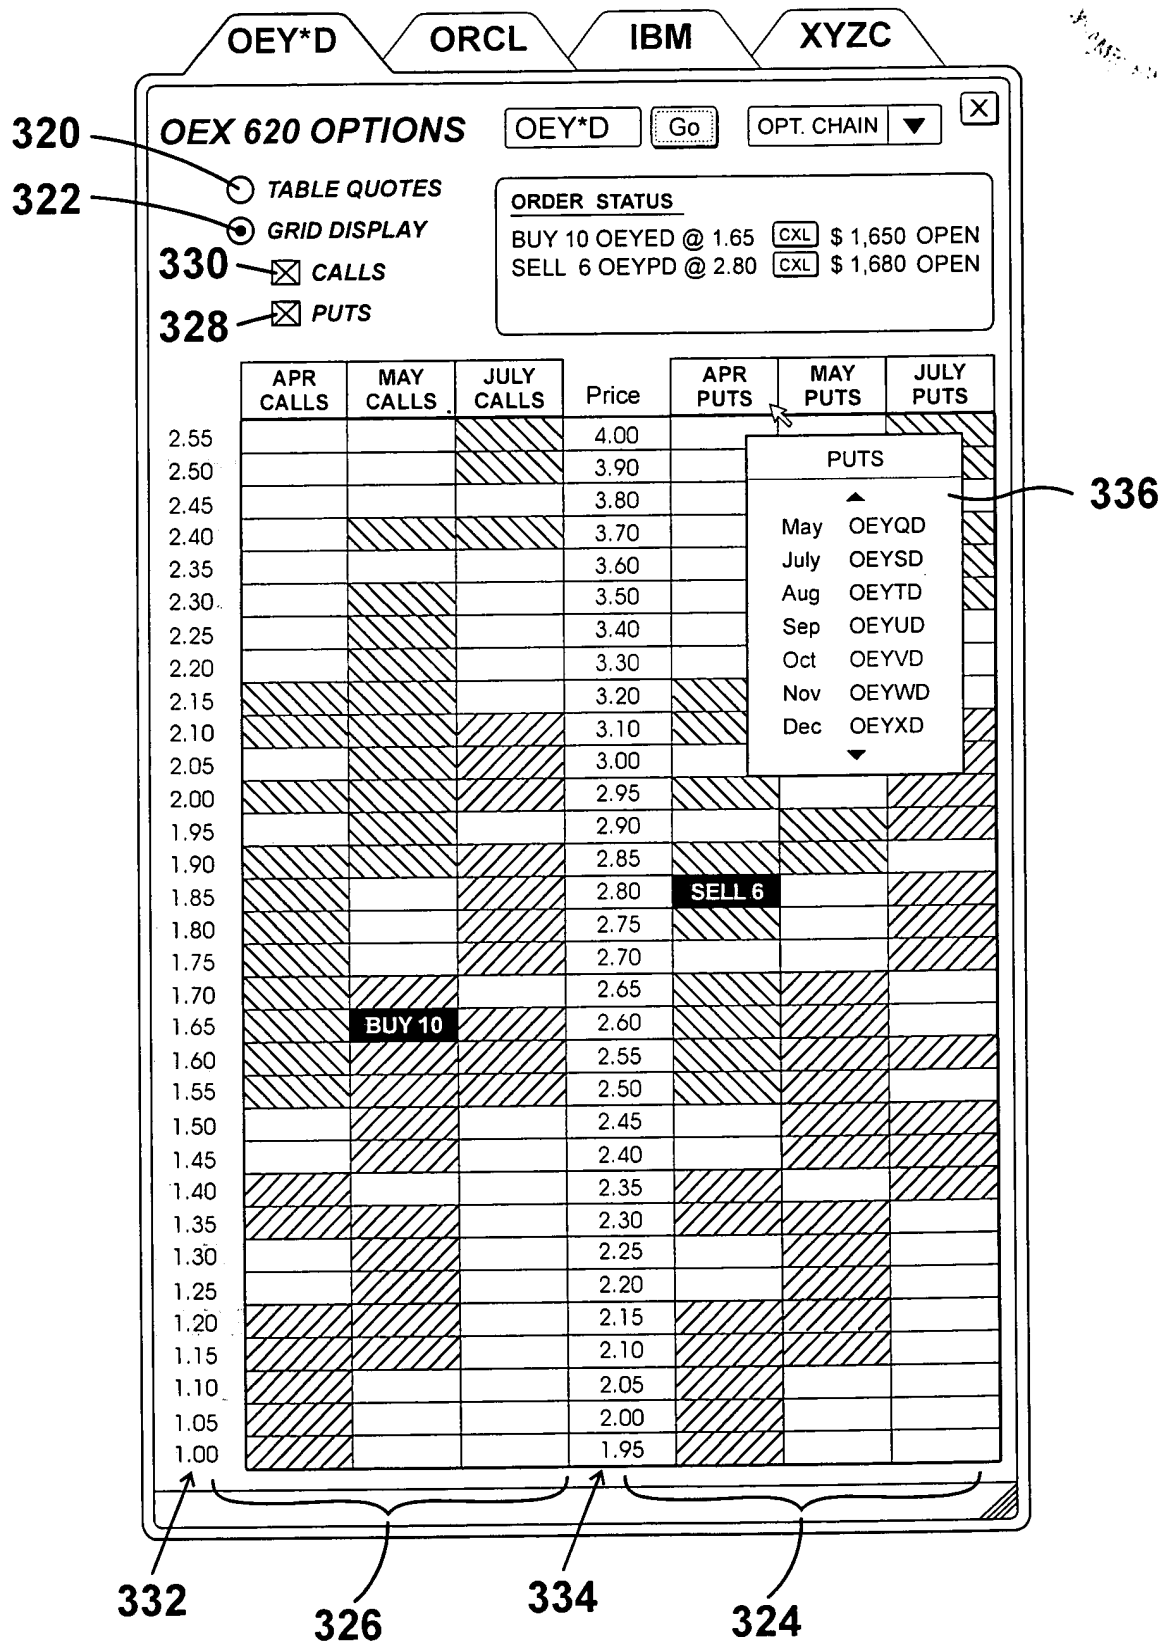 OEY*D ORCL IBM XYZC
OEX 620 OPTIONS OEY*D Go OPT. CHAIN X
320
322
TABLE QUOTES
GRID DISPLAY
330 CALLS
328 PUTS
ORDER STATUS
BUY 10 OEYED @ 1.65 CXL $ 1,650 OPEN
SELL 6 OEYPD @ 2.80 CXL $ 1,680 OPEN
APR CALLS MAY CALLS JULY CALLS Price APR PUTS MAY PUTS JULY PUTS
2.55 4.00
2.50 3.90
2.45 3.80
2.40 3.70
2.35 3.60
2.30 3.50
2.25 3.40
2.20 3.30
2.15 3.20
2.10 3.10
2.05 3.00
2.00 2.95
1.95 2.90
1.90 2.85
1.85 2.80 SELL 6
1.80 2.75
1.75 2.70
1.70 2.65
1.65 BUY 10 2.60
1.60 2.55
1.55 2.50
1.50 2.45
1.45 2.40
1.40 2.35
1.35 2.30
1.30 2.25
1.25 2.20
1.20 2.15
1.15 2.10
1.10 2.05
1.05 2.00
1.00 1.95
PUTS
May OEYQD
July OEYSD
Aug OEYTD
Sep OEYUD
Oct OEYVD
Nov OEYWD
Dec OEYXD
336
332 326 334 324